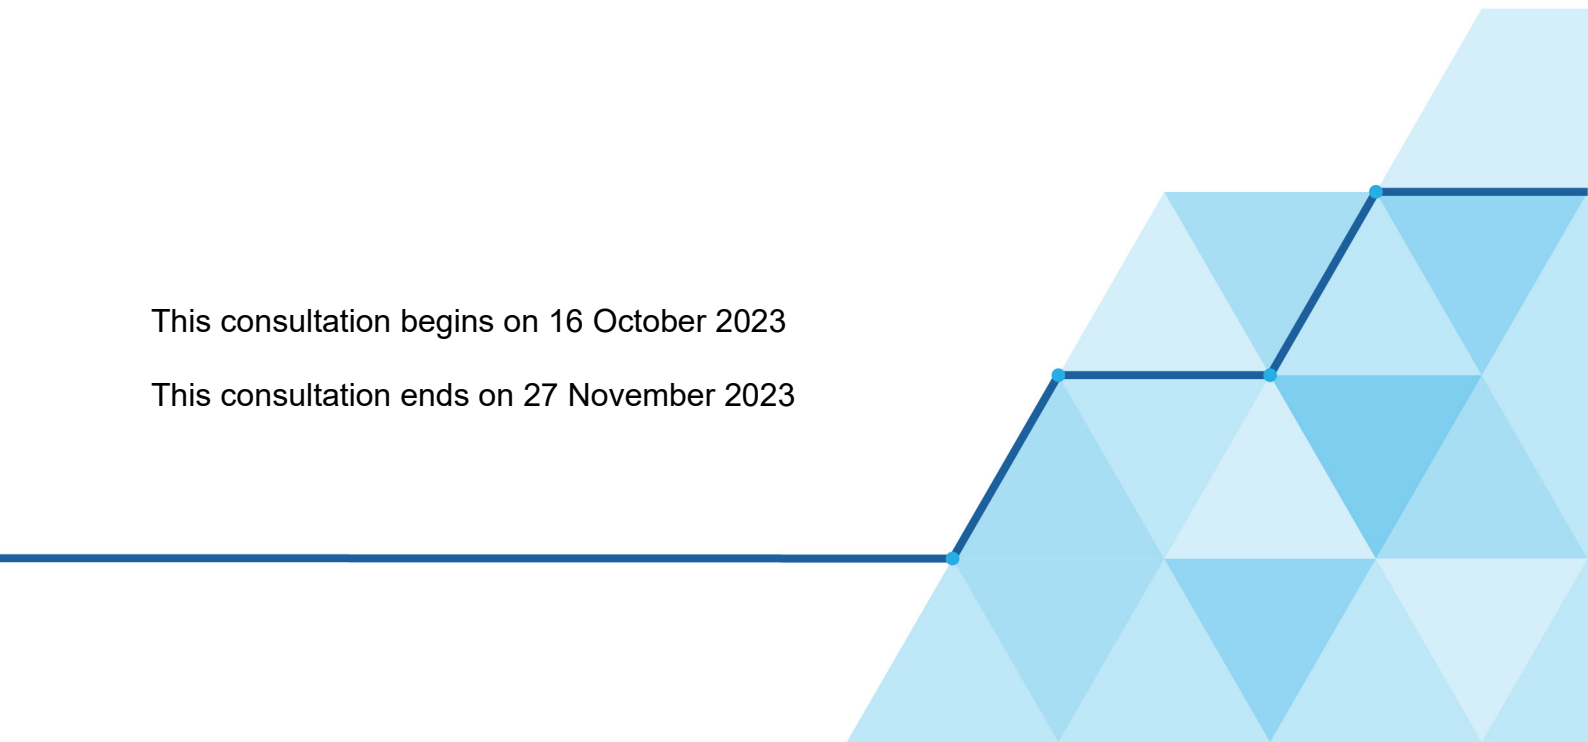 This consultation begins on 16 October 2023
This consultation ends on 27 November 2023